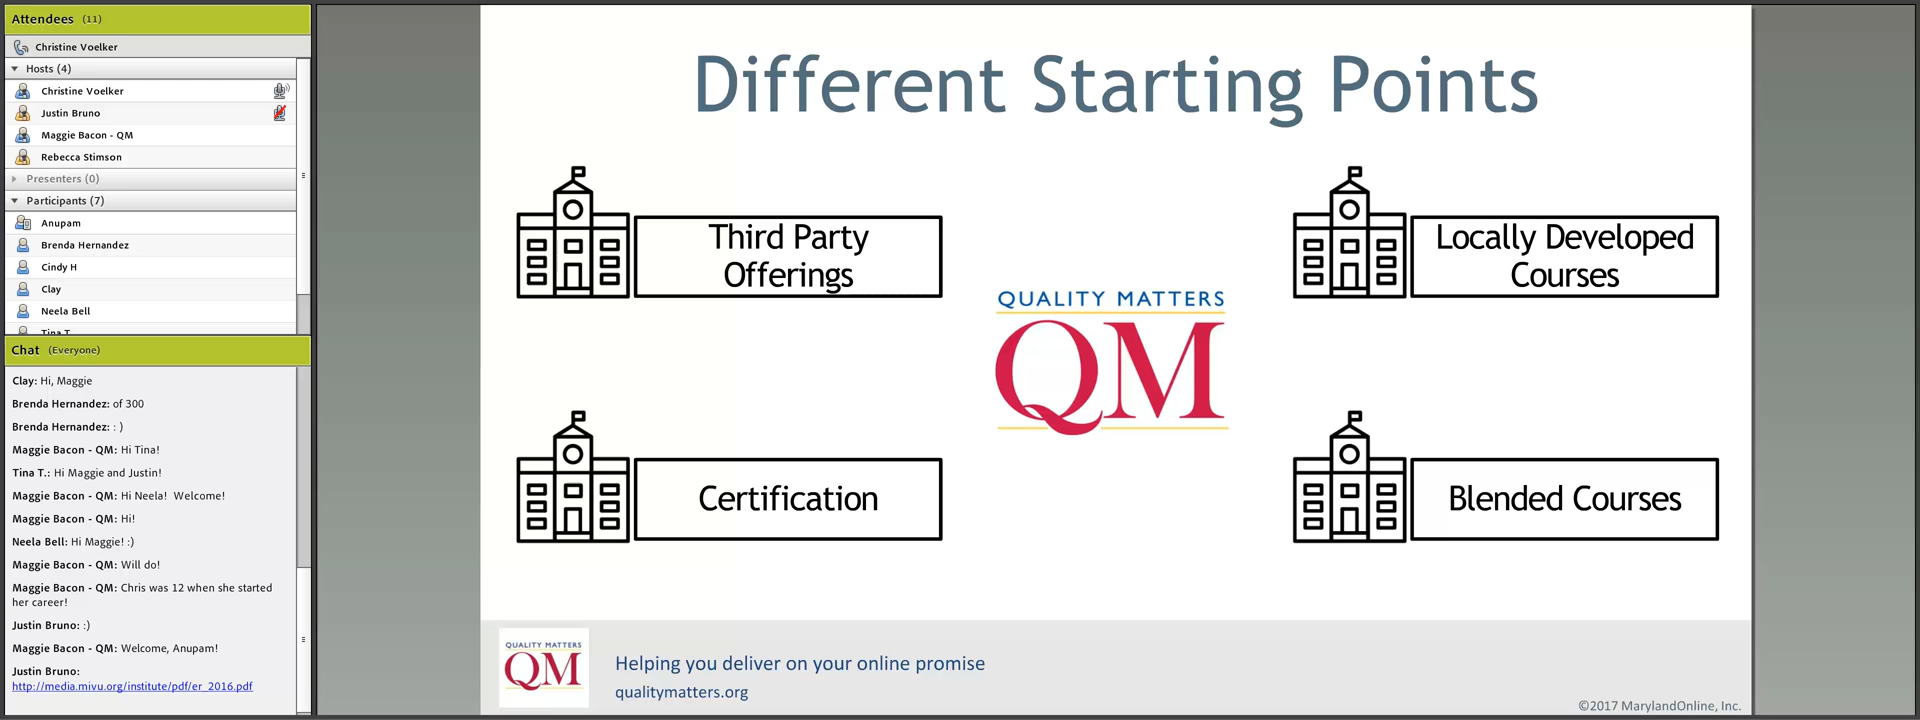 Attendees (11)
Christine Voelker
Hosts (4)
Christine Voelker
Justin Bruno
Maggie Bacon - QM
Rebecca Stimson
Presenters (0)
Participants (7)
Anupam
Brenda Hernandez
Cindy H
Clay
Neela Bell
Tina T
Chat (Everyone)
Clay: Hi, Maggie
Brenda Hernandez: of 300
Brenda Hernandez: : )
Maggie Bacon - QM: Hi Tina!
Tina T.: Hi Maggie and Justin!
Maggie Bacon - QM: Hi Neela! Welcome!
Maggie Bacon - QM: Hi!
Neela Bell: Hi Maggie! :)
Maggie Bacon - QM: Will do!
Maggie Bacon - QM: Chris was 12 when she started
her career!
Justin Bruno: :)
Maggie Bacon - QM: Welcome, Anupam!
Justin Bruno:
http://media.mivu.org/institute/pdf/er_2016.pdf
Different Starting Points
Third Party
Offerings
Locally Developed
Courses
QUALITY MATTERS
QM
Certification
Blended Courses
QUALITY MATTERS
QM
Helping you deliver on your online promise
qualitymatters.org
©2017 MarylandOnline, Inc.